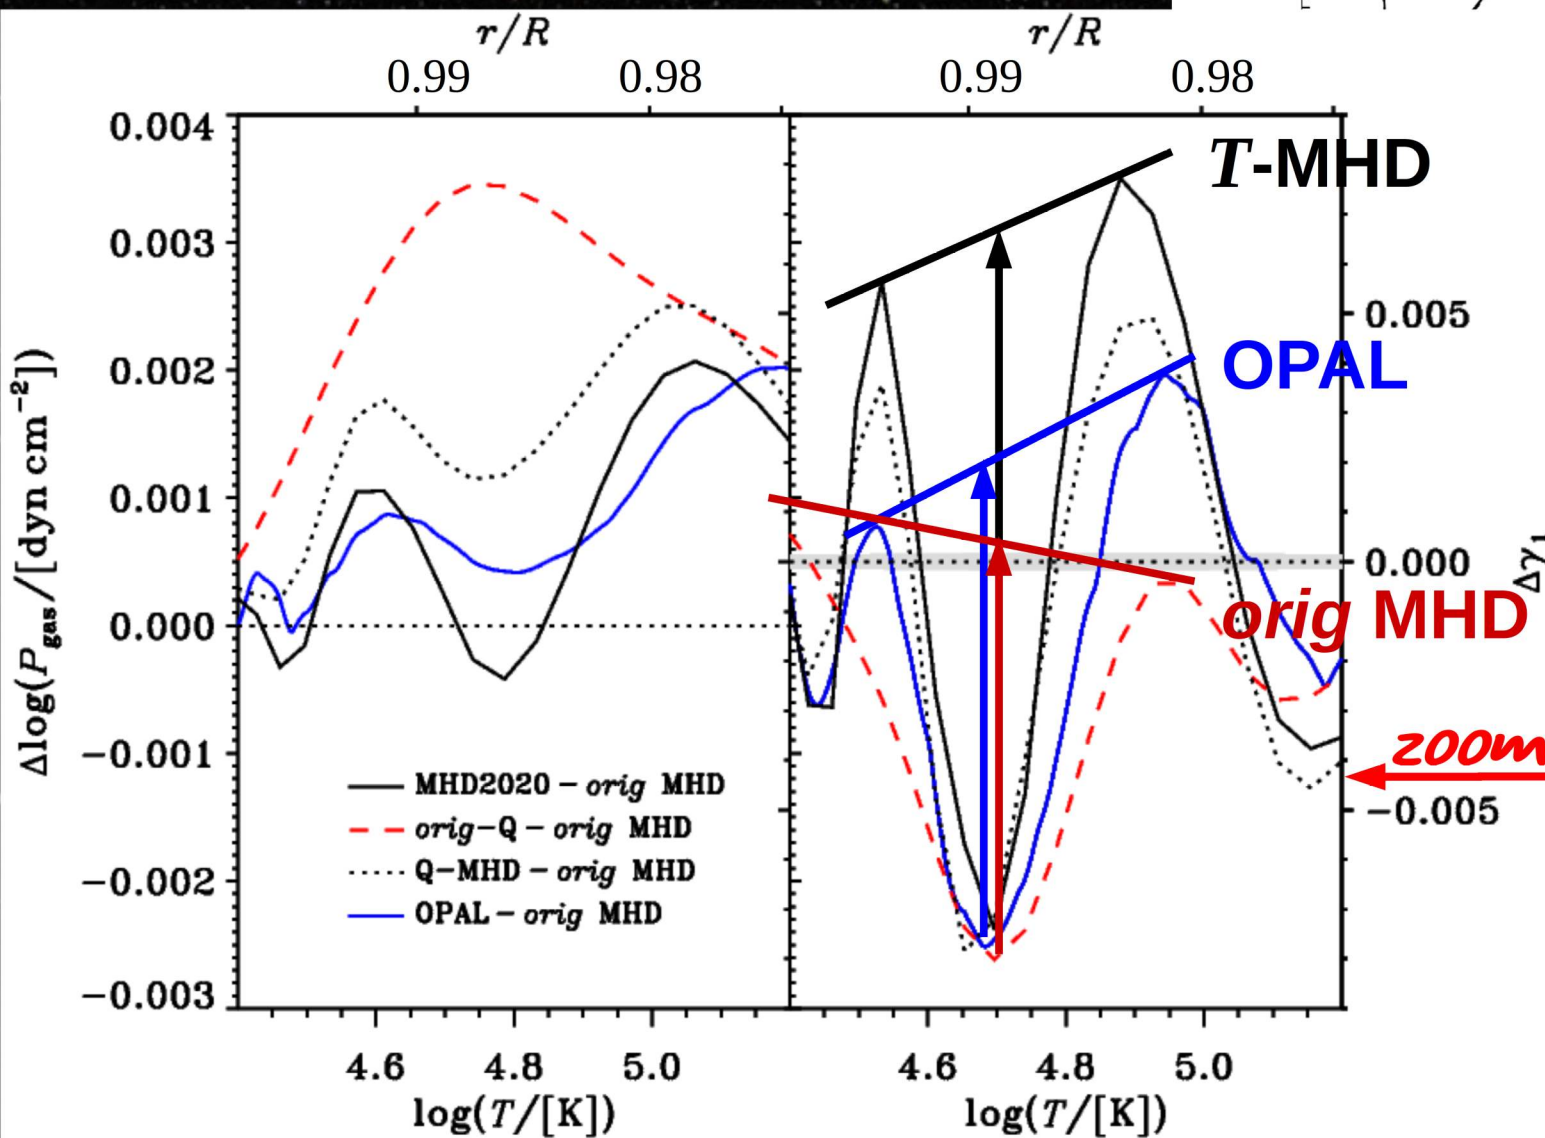 r/R r/R
0.99 0.98 0.99 0.98
0.004
0.003
0.002
0.001
0.000
−0.001
−0.002
−0.003
Δlog(P_gas/[dyn cm⁻²])
MHD2020 − orig MHD
orig-Q − orig MHD
Q-MHD − orig MHD
OPAL − orig MHD
T-MHD
OPAL
orig MHD
0.005
0.000
−0.005
Δγ₁
4.6 4.8 5.0 4.6 4.8 5.0
log(T/[K]) log(T/[K])